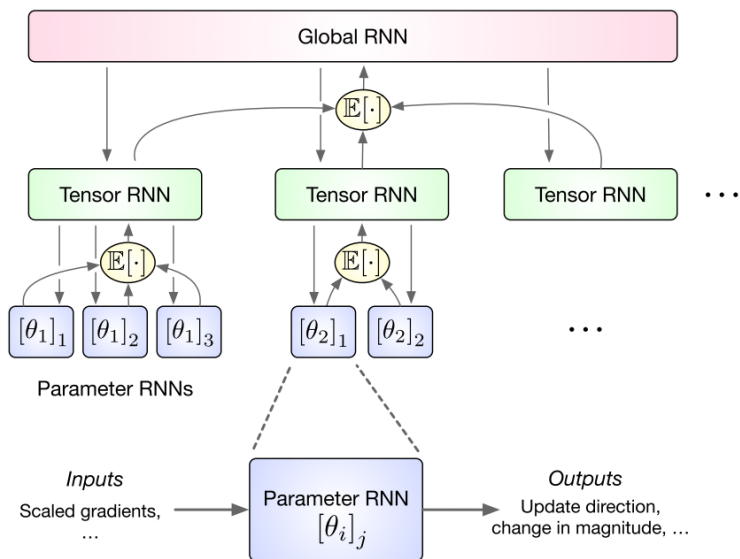 Global RNN
𝔼[·]
Tensor RNN Tensor RNN Tensor RNN ...
𝔼[·] 𝔼[·]
[θ₁]₁ [θ₁]₂ [θ₁]₃ [θ₂]₁ [θ₂]₂ ...
Parameter RNNs
Inputs
Scaled gradients,
...
Parameter RNN
[θᵢ]ⱼ
Outputs
Update direction,
change in magnitude, ...